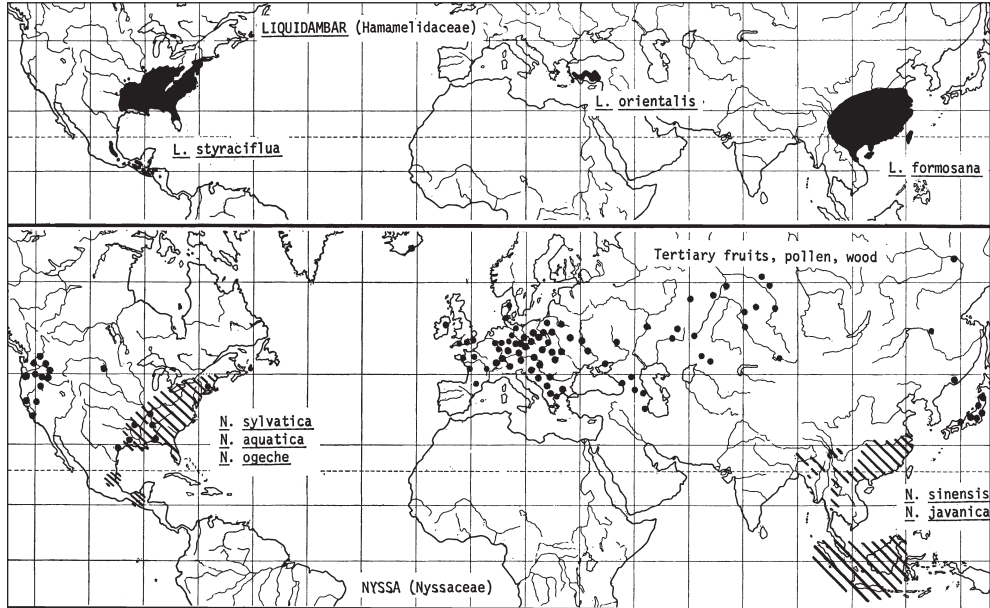 LIQUIDAMBAR (Hamamelidaceae)
L. orientalis
L. styraciflua
L. formosana
Tertiary fruits, pollen, wood
N. sylvatica
N. aquatica
N. ogeche
N. sinensis
N. javanica
NYSSA (Nyssaceae)